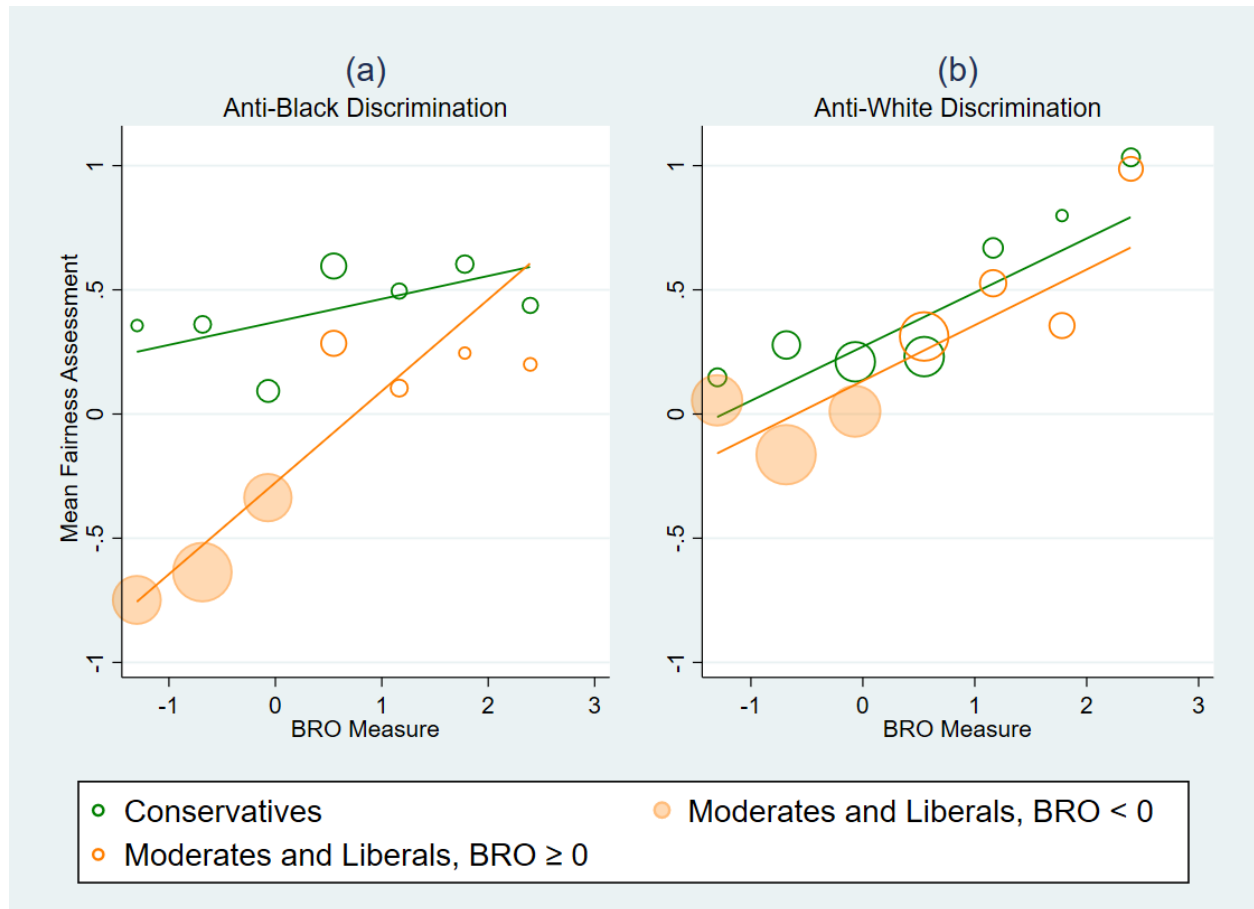 (a)
Anti-Black Discrimination
(b)
Anti-White Discrimination
Mean Fairness Assessment
1
.5
0
-.5
-1
-1 0 1 2 3
BRO Measure
1
.5
0
-.5
-1
-1 0 1 2 3
BRO Measure
Conservatives
Moderates and Liberals, BRO < 0
Moderates and Liberals, BRO ≥ 0